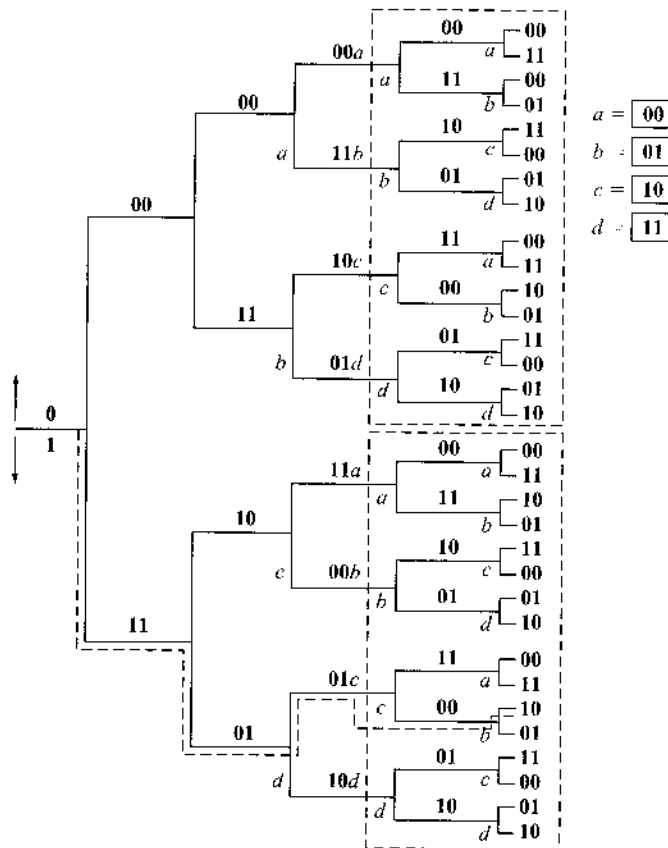 00 00
00a a 11
a 11 00
00 b 01
a = 00
10 11
a 11b c 00
b = 01
b 01 01
d 10
c = 10
00
d = 11
11 00
10c a 11
c 00 10
11 b 01
01 11
b 01d c 00
d 10 01
0 d 10
1
00 00
11a a 11
a 11 10
10 b 01
10 11
c 00b c 00
b 01 01
11 d 10
11 00
01c a 11
c 00 10
01 b 01
01 11
d 10d c 00
d 10 01
d 10